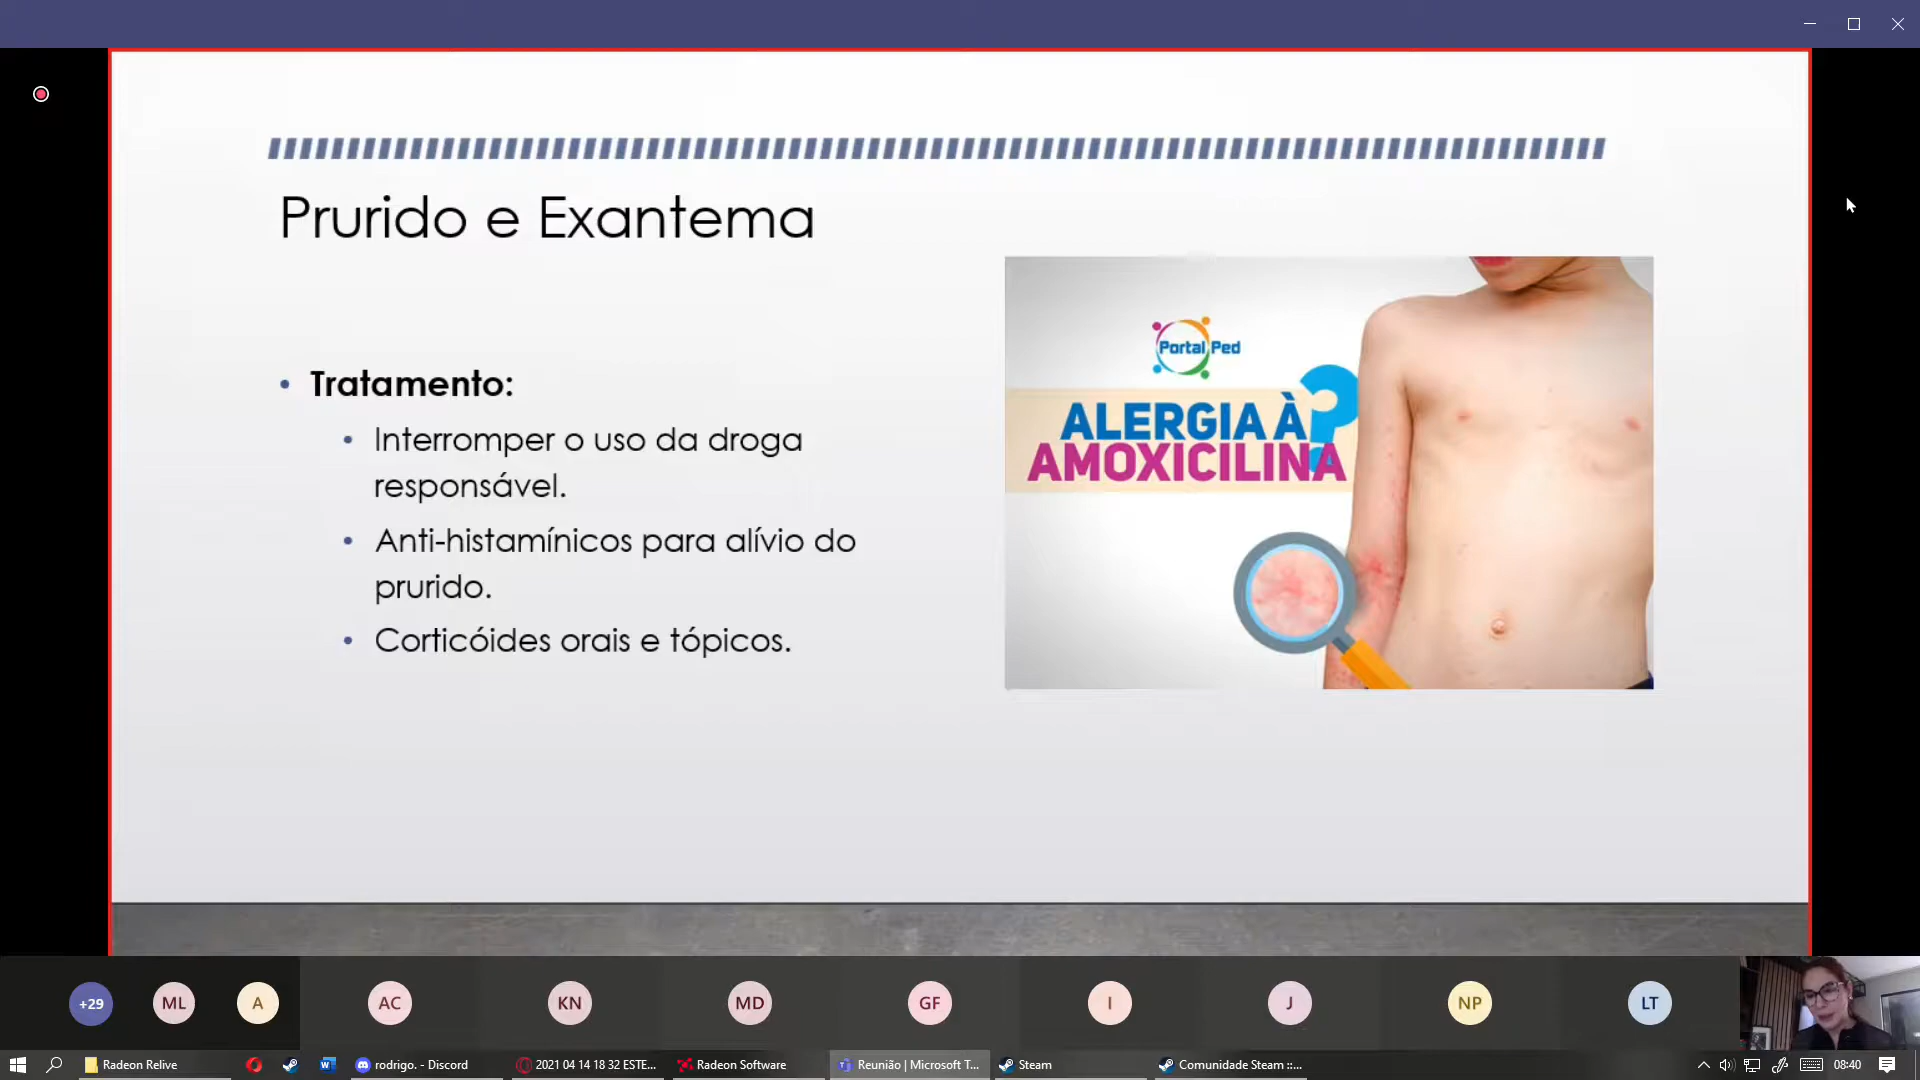 Prurido e Exantema
• Tratamento:
• Interromper o uso da droga
responsável.
• Anti-histamínicos para alívio do
prurido.
• Corticóides orais e tópicos.
Portal Ped
ALERGIA À
AMOXICILINA?
+29
ML
A
AC
KN
MD
GF
I
J
NP
LT
Radeon Relive
rodrigo. - Discord
2021 04 14 18 32 ESTE...
Radeon Software
Reunião | Microsoft T...
Steam
Comunidade Steam ::...
08:40